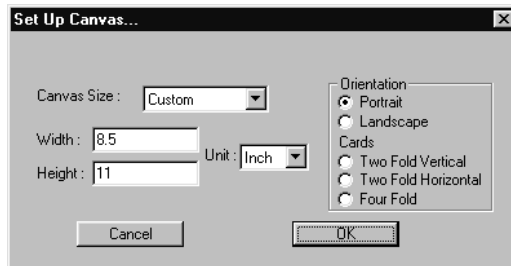 Set Up Canvas...
Canvas Size :
Custom
Width :
8.5
Height :
11
Unit :
Inch
Orientation
Portrait
Landscape
Cards
Two Fold Vertical
Two Fold Horizontal
Four Fold
Cancel
OK